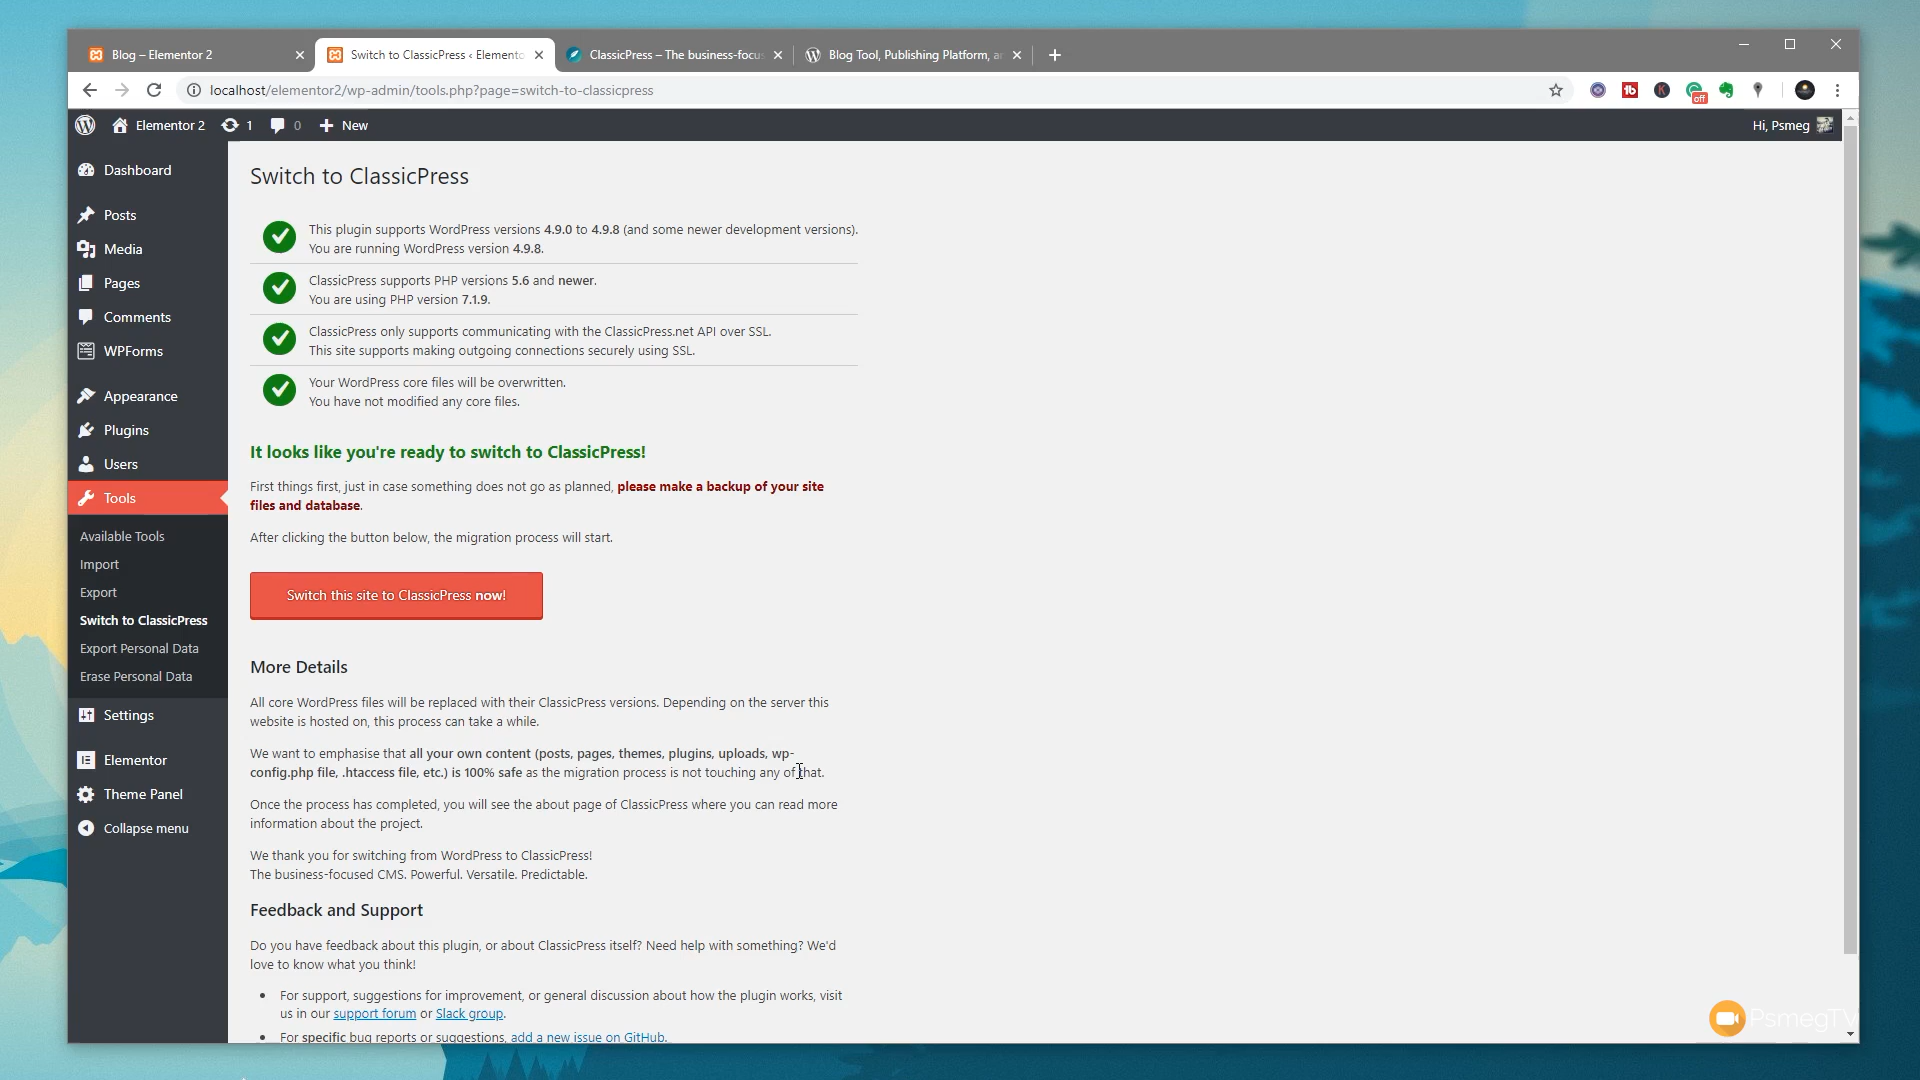 Blog – Elementor 2
Switch to ClassicPress ‹ Elemento
ClassicPress – The business-focus
Blog Tool, Publishing Platform, a
localhost/elementor2/wp-admin/tools.php?page=switch-to-classicpress
off
Elementor 2
1
0
New
Hi, Psmeg
Dashboard
Posts
Media
Pages
Comments
WPForms
Appearance
Plugins
Users
Tools
Available Tools
Import
Export
Switch to ClassicPress
Export Personal Data
Erase Personal Data
Settings
Elementor
Theme Panel
Collapse menu
Switch to ClassicPress
This plugin supports WordPress versions 4.9.0 to 4.9.8 (and some newer development versions).
You are running WordPress version 4.9.8.
ClassicPress supports PHP versions 5.6 and newer.
You are using PHP version 7.1.9.
ClassicPress only supports communicating with the ClassicPress.net API over SSL.
This site supports making outgoing connections securely using SSL.
Your WordPress core files will be overwritten.
You have not modified any core files.
It looks like you're ready to switch to ClassicPress!
First things first, just in case something does not go as planned, please make a backup of your site
files and database.
After clicking the button below, the migration process will start.
Switch this site to ClassicPress now!
More Details
All core WordPress files will be replaced with their ClassicPress versions. Depending on the server this
website is hosted on, this process can take a while.
We want to emphasise that all your own content (posts, pages, themes, plugins, uploads, wp-
config.php file, .htaccess file, etc.) is 100% safe as the migration process is not touching any of that.
Once the process has completed, you will see the about page of ClassicPress where you can read more
information about the project.
We thank you for switching from WordPress to ClassicPress!
The business-focused CMS. Powerful. Versatile. Predictable.
Feedback and Support
Do you have feedback about this plugin, or about ClassicPress itself? Need help with something? We'd
love to know what you think!
For support, suggestions for improvement, or general discussion about how the plugin works, visit
us in our support forum or Slack group.
For specific bug reports or suggestions, add a new issue on GitHub.
PsmegTV